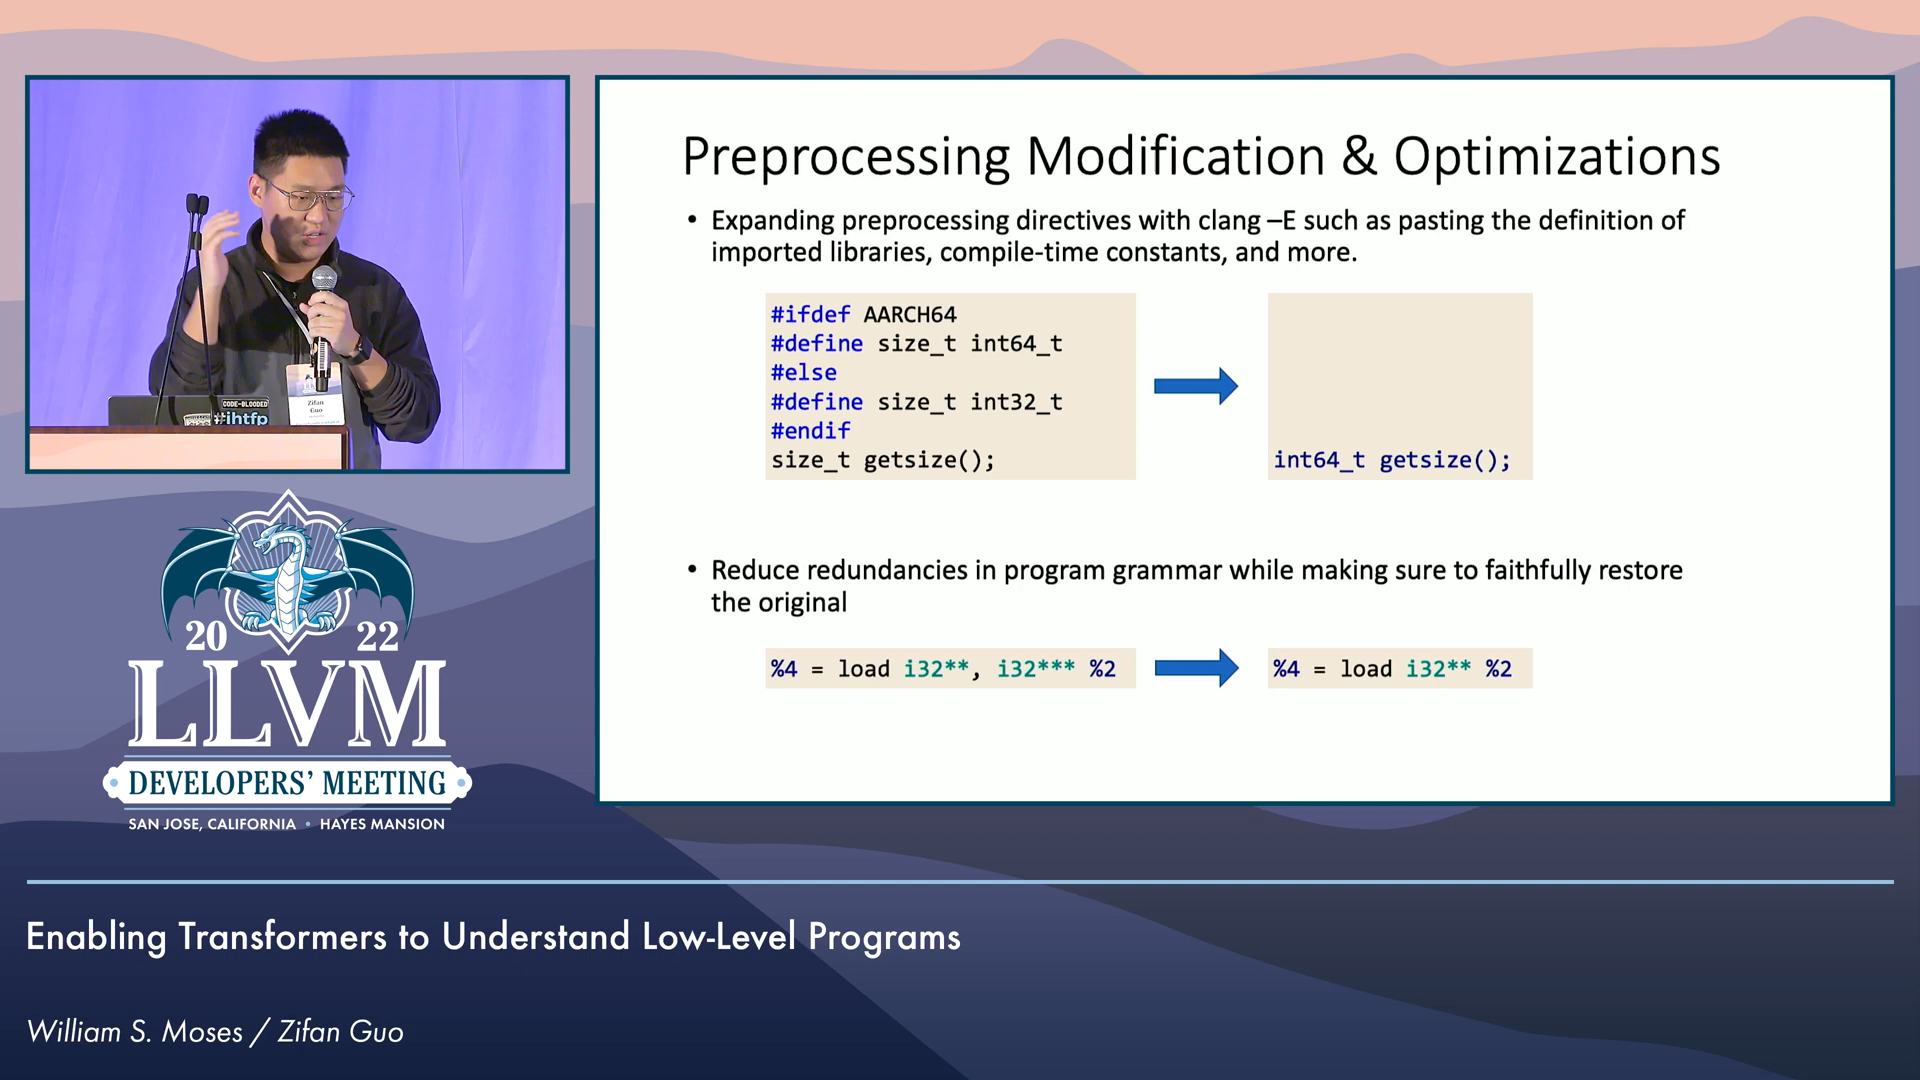 Preprocessing Modification & Optimizations
• Expanding preprocessing directives with clang –E such as pasting the definition of
imported libraries, compile-time constants, and more.
#ifdef AARCH64
#define size_t int64_t
#else
#define size_t int32_t
#endif
size_t getsize();
int64_t getsize();
• Reduce redundancies in program grammar while making sure to faithfully restore
the original
%4 = load i32**, i32*** %2
%4 = load i32** %2
CODE-BLOODED
#ihtfp
Zifan
Guo
20 22
LLVM
DEVELOPERS' MEETING
SAN JOSE, CALIFORNIA • HAYES MANSION
Enabling Transformers to Understand Low-Level Programs
William S. Moses / Zifan Guo